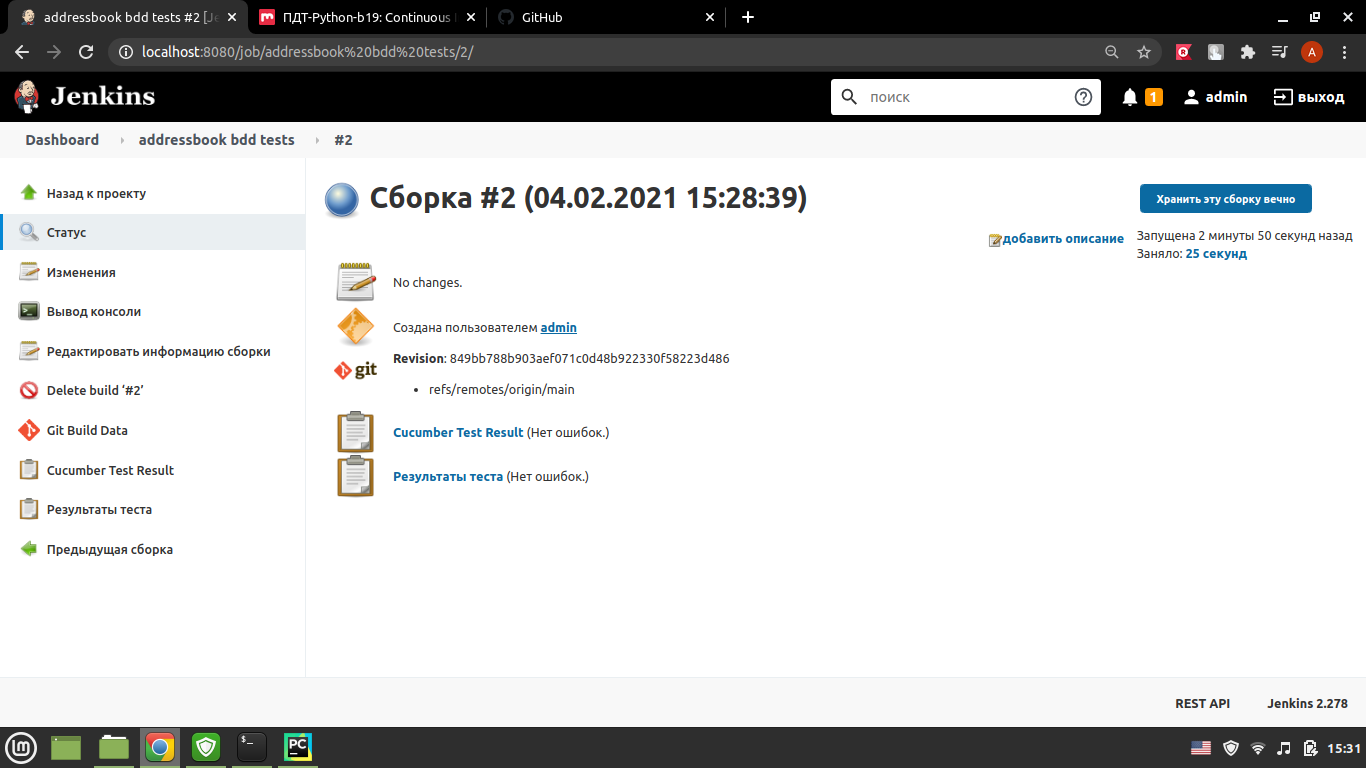 addressbook bdd tests #2 [Je
ПДТ-Python-b19: Continuous
GitHub
localhost:8080/job/addressbook%20bdd%20tests/2/
A
Jenkins
поиск
1
admin
выход
Dashboard
addressbook bdd tests
#2
Назад к проекту
Статус
Изменения
Вывод консоли
Редактировать информацию сборки
Delete build ‘#2’
Git Build Data
Cucumber Test Result
Результаты теста
Предыдущая сборка
Сборка #2 (04.02.2021 15:28:39)
Хранить эту сборку вечно
добавить описание
Запущена 2 минуты 50 секунд назад
Заняло: 25 секунд
No changes.
Создана пользователем admin
git
Revision: 849bb788b903aef071c0d48b922330f58223d486
refs/remotes/origin/main
Cucumber Test Result (Нет ошибок.)
Результаты теста (Нет ошибок.)
REST API
Jenkins 2.278
PC
15:31